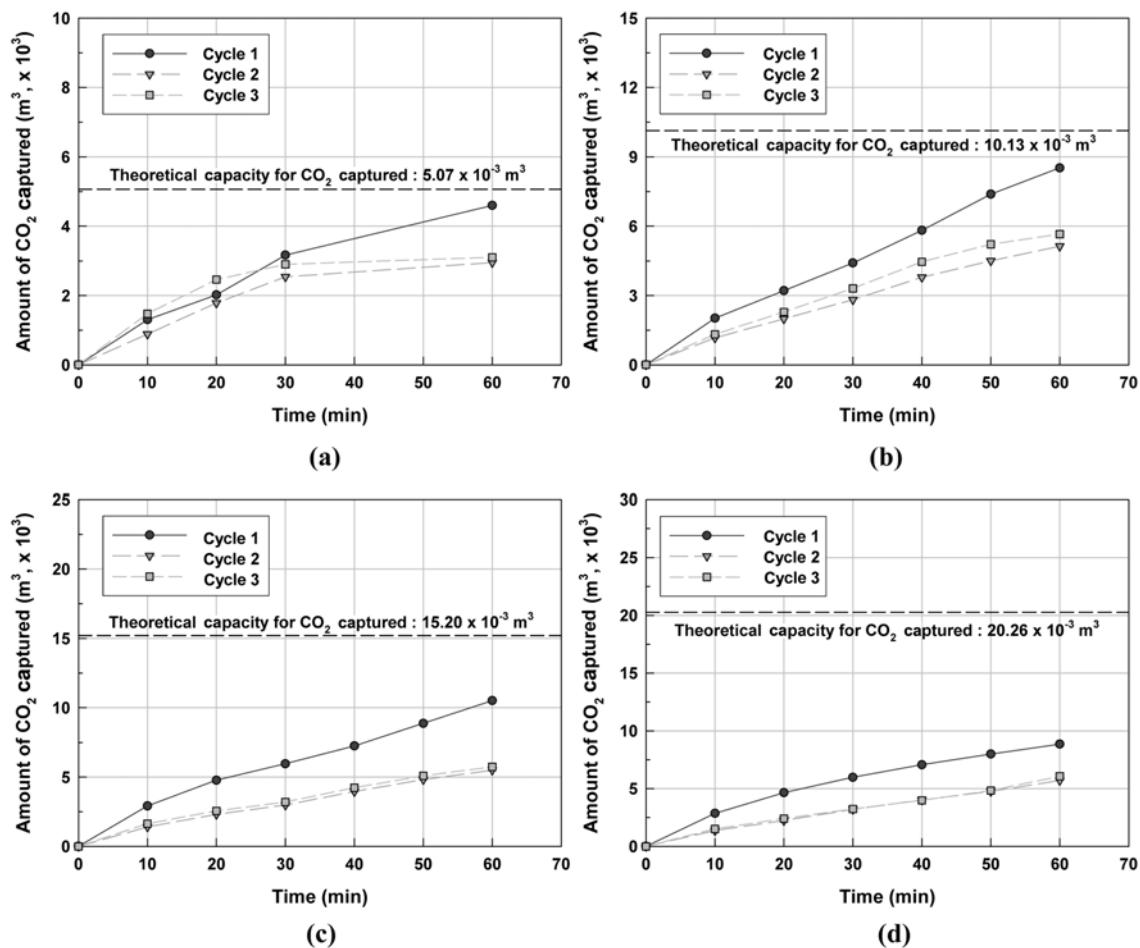 10
8
6
4
2
0
Amount of CO₂ captured (m³, x 10³)
Cycle 1
Cycle 2
Cycle 3
Theoretical capacity for CO₂ captured : 5.07 x 10⁻³ m³
0 10 20 30 40 50 60 70
Time (min)
(a)
15
12
9
6
3
0
Amount of CO₂ captured (m³, x 10³)
Cycle 1
Cycle 2
Cycle 3
Theoretical capacity for CO₂ captured : 10.13 x 10⁻³ m³
0 10 20 30 40 50 60 70
Time (min)
(b)
25
20
15
10
5
0
Amount of CO₂ captured (m³, x 10³)
Cycle 1
Cycle 2
Cycle 3
Theoretical capacity for CO₂ captured : 15.20 x 10⁻³ m³
0 10 20 30 40 50 60 70
Time (min)
(c)
30
25
20
15
10
5
0
Amount of CO₂ captured (m³, x 10³)
Cycle 1
Cycle 2
Cycle 3
Theoretical capacity for CO₂ captured : 20.26 x 10⁻³ m³
0 10 20 30 40 50 60 70
Time (min)
(d)